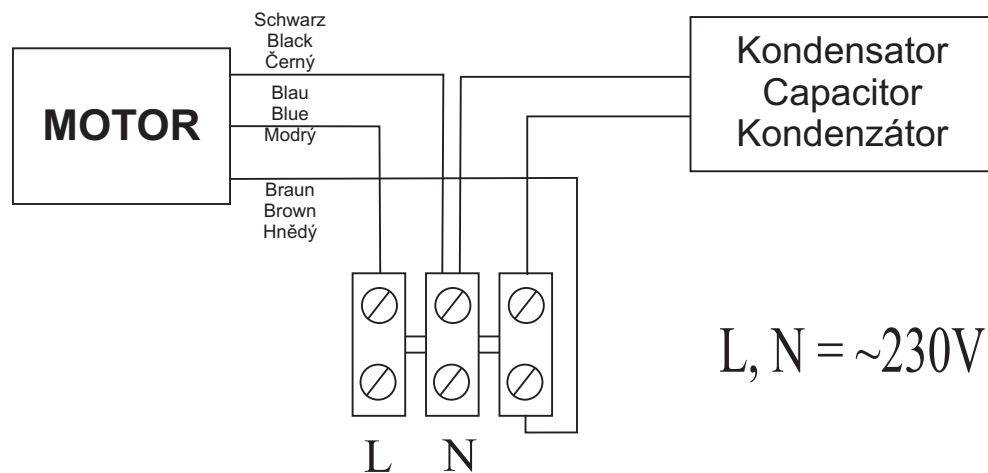 Schwarz
Black
Černý
MOTOR
Blau
Blue
Modrý
Braun
Brown
Hnědý
Kondensator
Capacitor
Kondenzátor
L, N = ~230V
L N